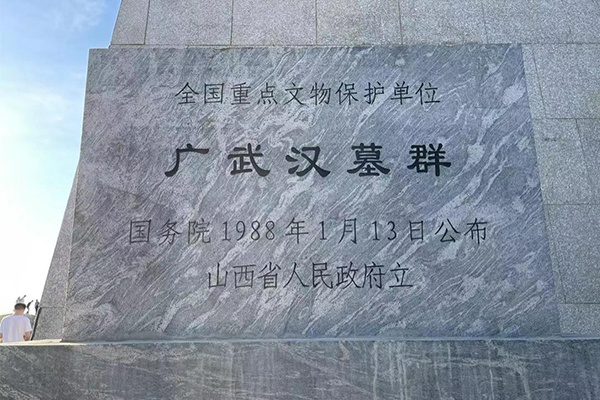 全国重点文物保护单位
广武汉墓群
国务院1988年1月13日公布
山西省人民政府立